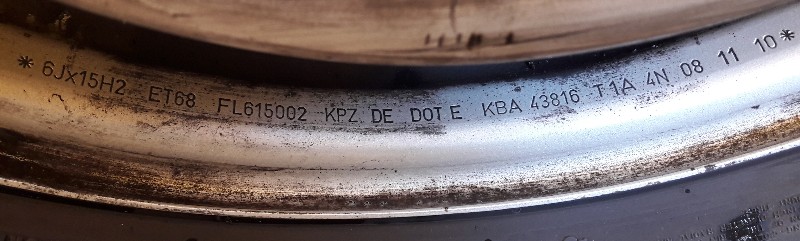 * 6Jx15H2 ET68 FL615002 KPZ DE DOT E KBA 43816 T1A 4N 08 11 10 *